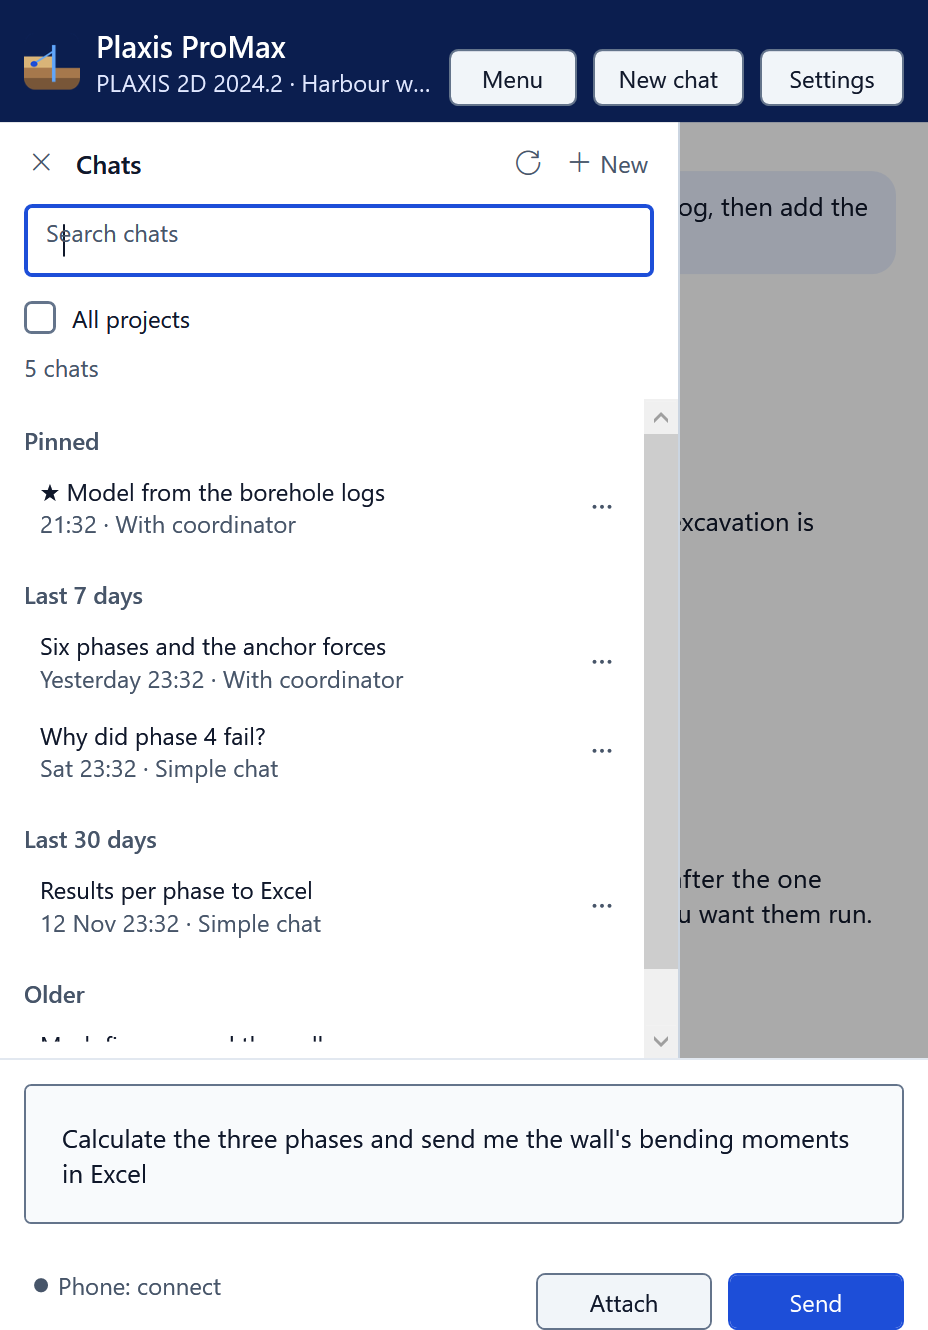 Plaxis ProMax
PLAXIS 2D 2024.2 · Harbour w...
Menu
New chat
Settings
Chats
New
Search chats
All projects
5 chats
Pinned
★ Model from the borehole logs
21:32 · With coordinator
...
Last 7 days
Six phases and the anchor forces
Yesterday 23:32 · With coordinator
...
Why did phase 4 fail?
Sat 23:32 · Simple chat
...
Last 30 days
Results per phase to Excel
12 Nov 23:32 · Simple chat
...
Older
og, then add the
excavation is
after the one
u want them run.
Calculate the three phases and send me the wall's bending moments
in Excel
Phone: connect
Attach
Send